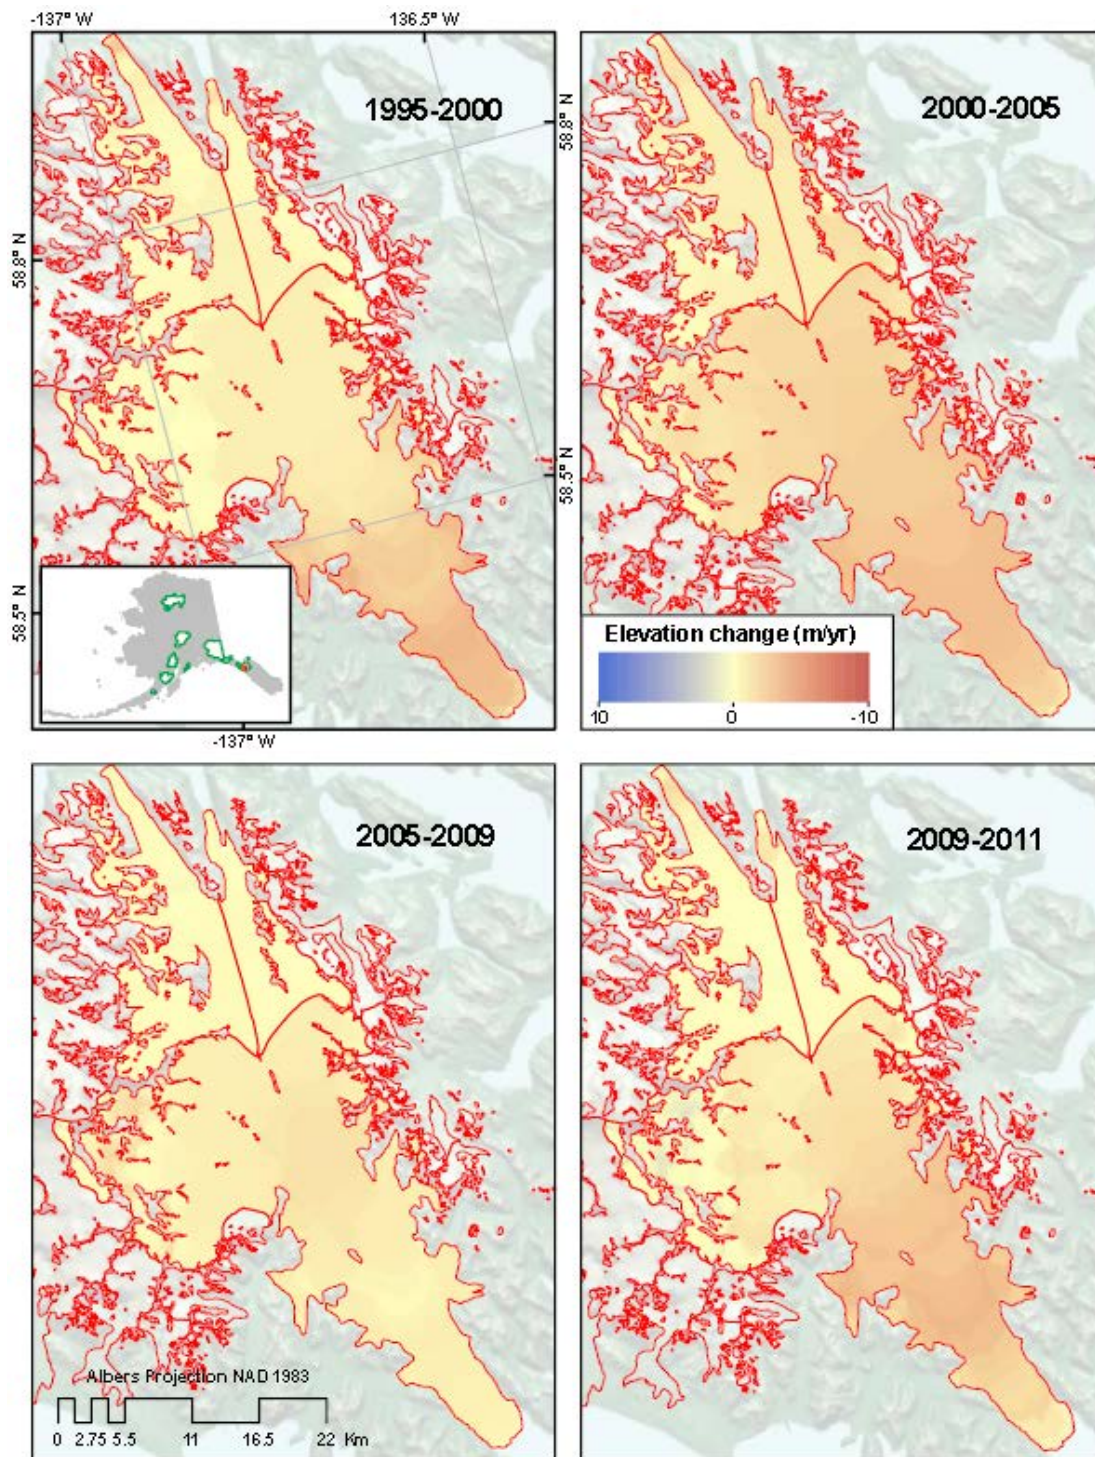 -137° W
136.5° W
1995-2000
58.8° N
58.8° N
58.5° N
58.5° N
-137° W
2000-2005
Elevation change (m/yr)
10 0 -10
2005-2009
Albers Projection NAD 1983
0 2.75 5.5 11 16.5 22 Km
2009-2011